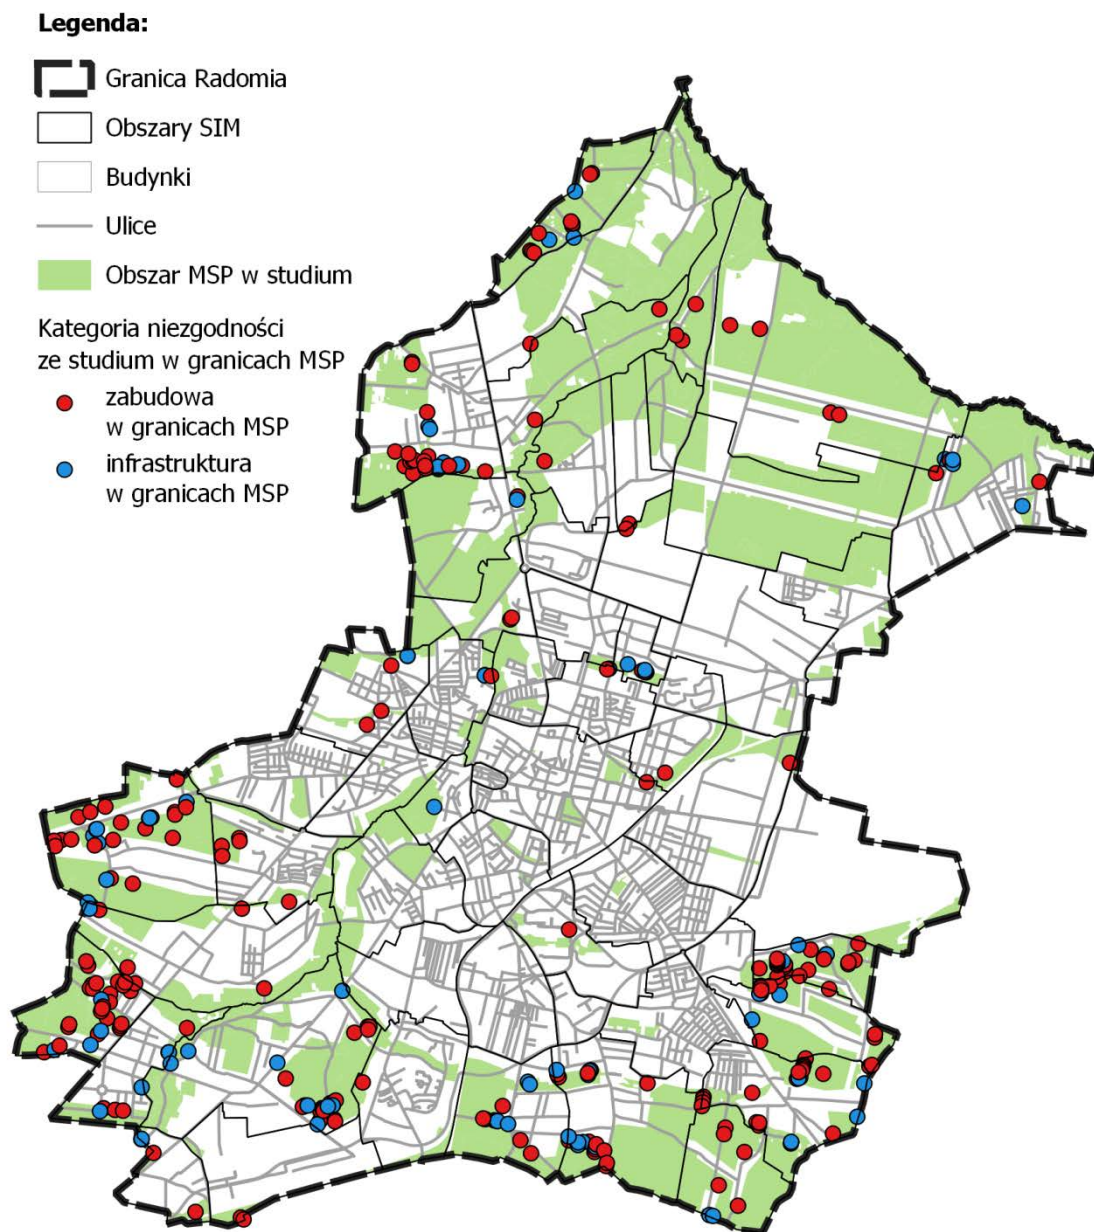 Legenda:
Granica Radomia
Obszary SIM
Budynki
Ulice
Obszar MSP w studium
Kategoria niezgodności
ze studium w granicach MSP
zabudowa
w granicach MSP
infrastruktura
w granicach MSP